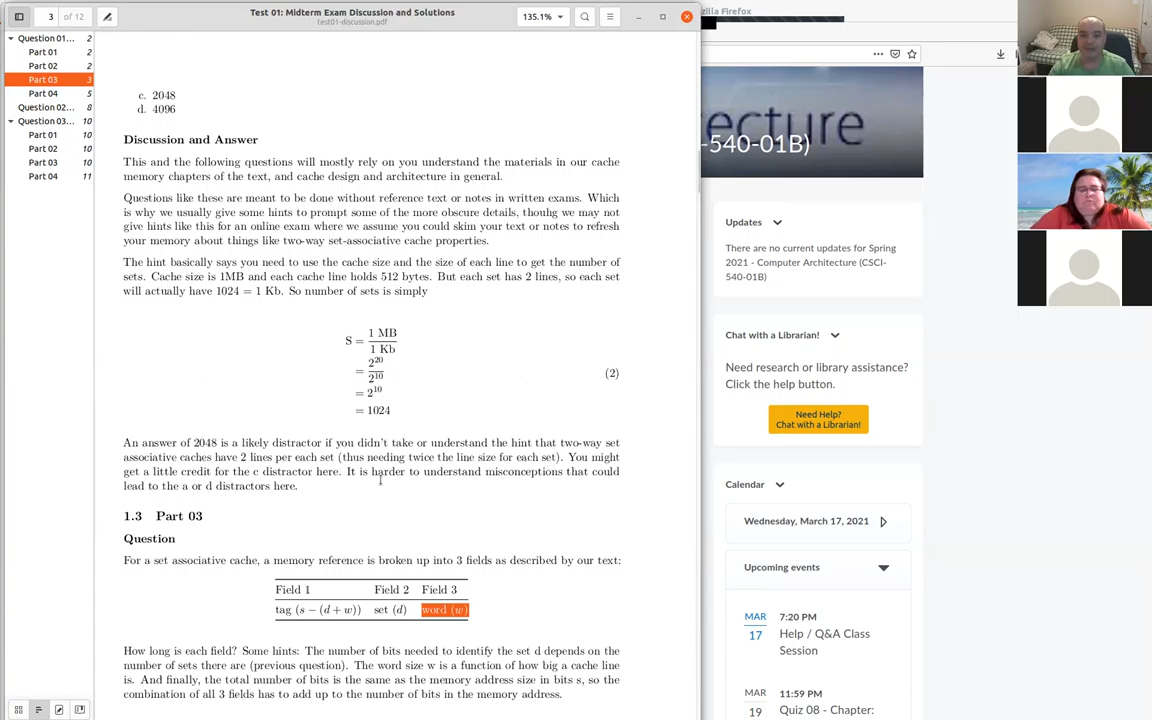 3 of 12
Test 01: Midterm Exam Discussion and Solutions
test01-discussion.pdf
135.1%
zilla Firefox
Question 01... 2
Part 01 2
Part 02 2
Part 03 3
Part 04 5
Question 02... 8
Question 03... 10
Part 01 10
Part 02 10
Part 03 10
Part 04 11
c. 2048
d. 4096
Discussion and Answer
This and the following questions will mostly rely on you understand the materials in our cache
memory chapters of the text, and cache design and architecture in general.
Questions like these are meant to be done without reference text or notes in written exams. Which
is why we usually give some hints to prompt some of the more obscure details, thouhg we may not
give hints like this for an online exam where we assume you could skim your text or notes to refresh
your memory about things like two-way set-associative cache properties.
The hint basically says you need to use the cache size and the size of each line to get the number of
sets. Cache size is 1MB and each cache line holds 512 bytes. But each set has 2 lines, so each set
will actually have 1024 = 1 Kb. So number of sets is simply
S = 1 MB / 1 Kb
= 2^20 / 2^10
= 2^10
= 1024
(2)
An answer of 2048 is a likely distractor if you didn't take or understand the hint that two-way set
associative caches have 2 lines per each set (thus needing twice the line size for each set). You might
get a little credit for the c distractor here. It is harder to understand misconceptions that could
lead to the a or d distractors here.
1.3 Part 03
Question
For a set associative cache, a memory reference is broken up into 3 fields as described by our text:
Field 1 Field 2 Field 3
tag (s − (d + w)) set (d) word (w)
How long is each field? Some hints: The number of bits needed to identify the set d depends on the
number of sets there are (previous question). The word size w is a function of how big a cache line
is. And finally, the total number of bits is the same as the memory address size in bits s, so the
combination of all 3 fields has to add up to the number of bits in the memory address.
ecture
-540-01B)
Updates
There are no current updates for Spring
2021 - Computer Architecture (CSCI-
540-01B)
Chat with a Librarian!
Need research or library assistance?
Click the help button.
Need Help?
Chat with a Librarian!
Calendar
Wednesday, March 17, 2021
Upcoming events
MAR
17
7:20 PM
Help / Q&A Class
Session
MAR
19
11:59 PM
Quiz 08 - Chapter: